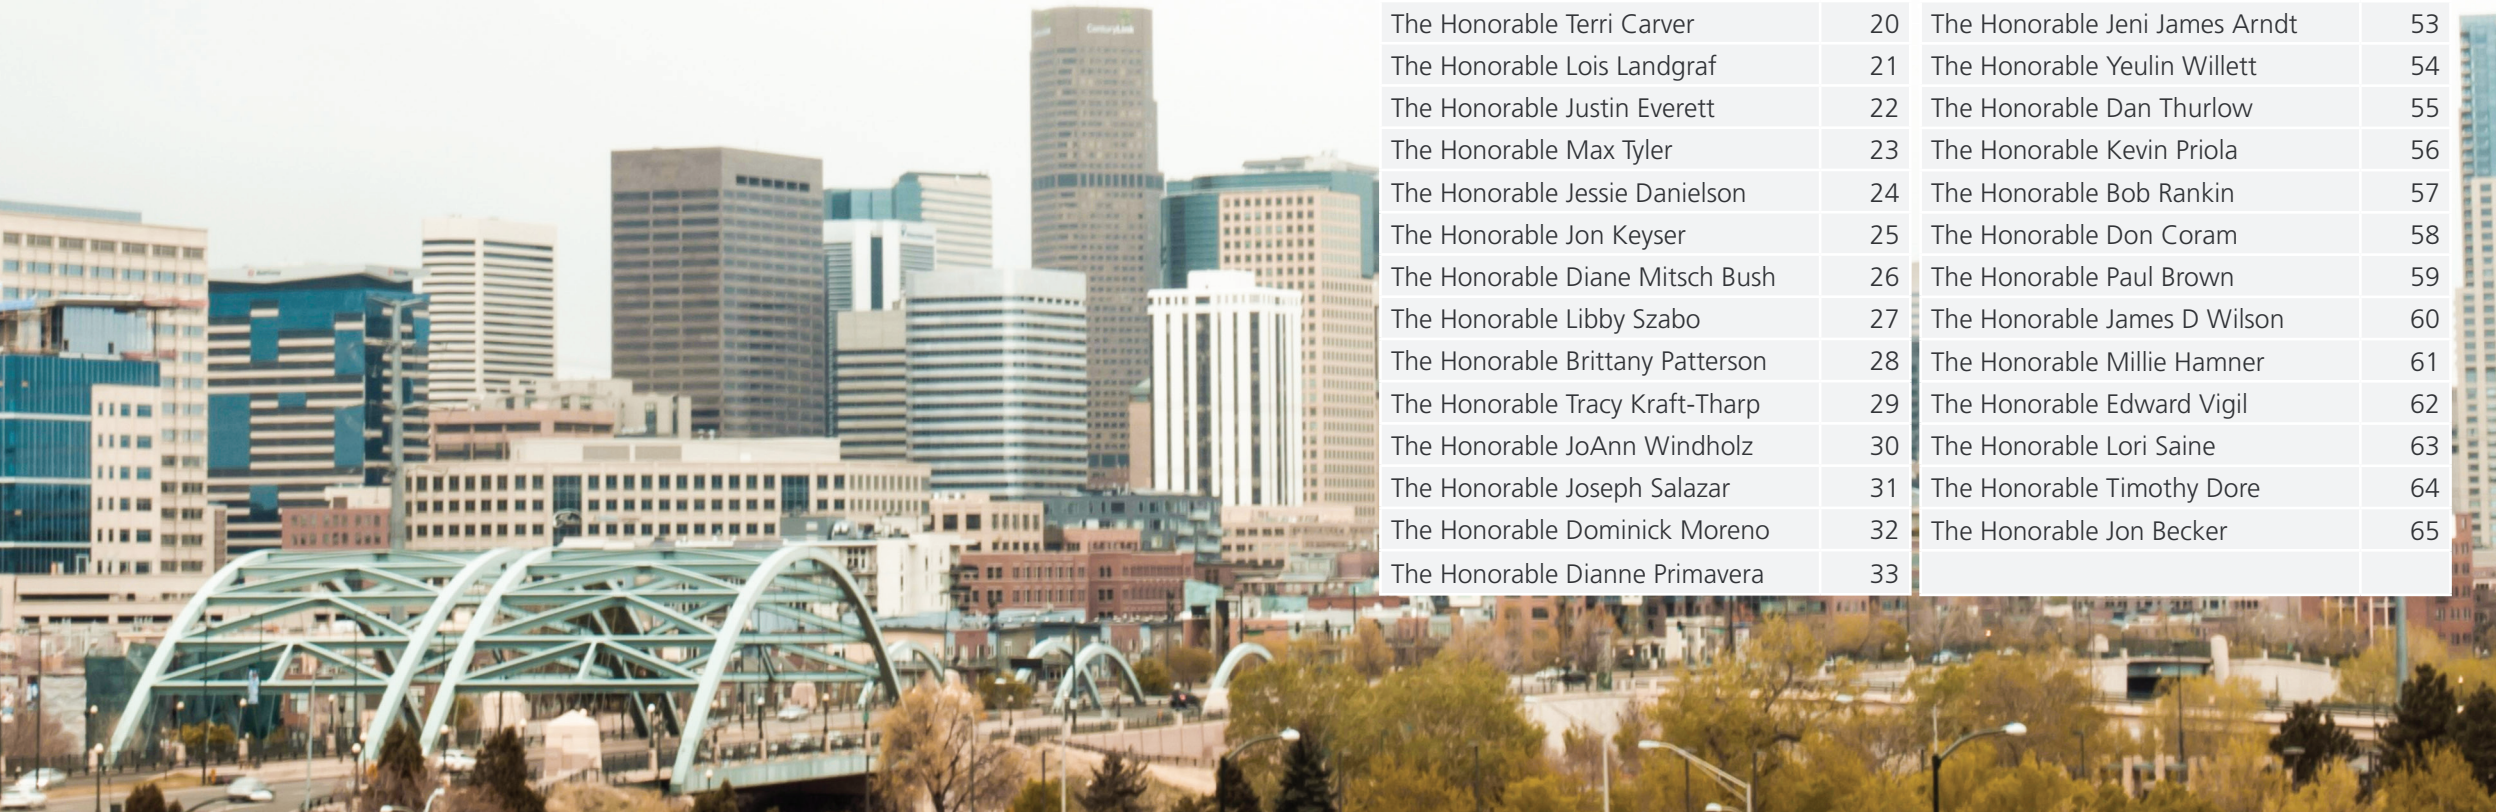 CenturyLink
The Honorable Terri Carver 20
The Honorable Lois Landgraf 21
The Honorable Justin Everett 22
The Honorable Max Tyler 23
The Honorable Jessie Danielson 24
The Honorable Jon Keyser 25
The Honorable Diane Mitsch Bush 26
The Honorable Libby Szabo 27
The Honorable Brittany Patterson 28
The Honorable Tracy Kraft-Tharp 29
The Honorable JoAnn Windholz 30
The Honorable Joseph Salazar 31
The Honorable Dominick Moreno 32
The Honorable Dianne Primavera 33
The Honorable Jeni James Arndt 53
The Honorable Yeulin Willett 54
The Honorable Dan Thurlow 55
The Honorable Kevin Priola 56
The Honorable Bob Rankin 57
The Honorable Don Coram 58
The Honorable Paul Brown 59
The Honorable James D Wilson 60
The Honorable Millie Hamner 61
The Honorable Edward Vigil 62
The Honorable Lori Saine 63
The Honorable Timothy Dore 64
The Honorable Jon Becker 65